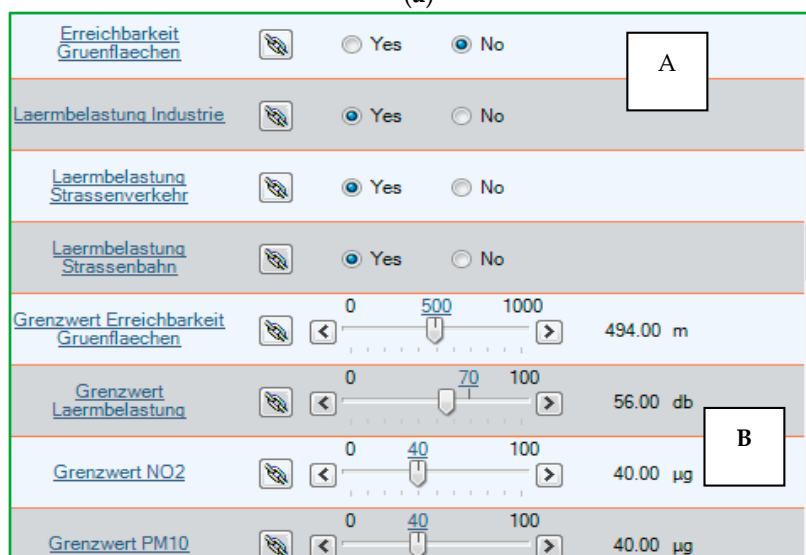 (a)
Erreichbarkeit
Gruenflaechen
Yes No
A
Laermbelastung Industrie
Yes No
Laermbelastung
Strassenverkehr
Yes No
Laermbelastung
Strassenbahn
Yes No
0 500 1000
Grenzwert Erreichbarkeit
Gruenflaechen
494.00 m
0 70 100
Grenzwert
Laermbelastung
56.00 db
B
0 40 100
Grenzwert NO2
40.00 µg
0 40 100
Grenzwert PM10
40.00 µg